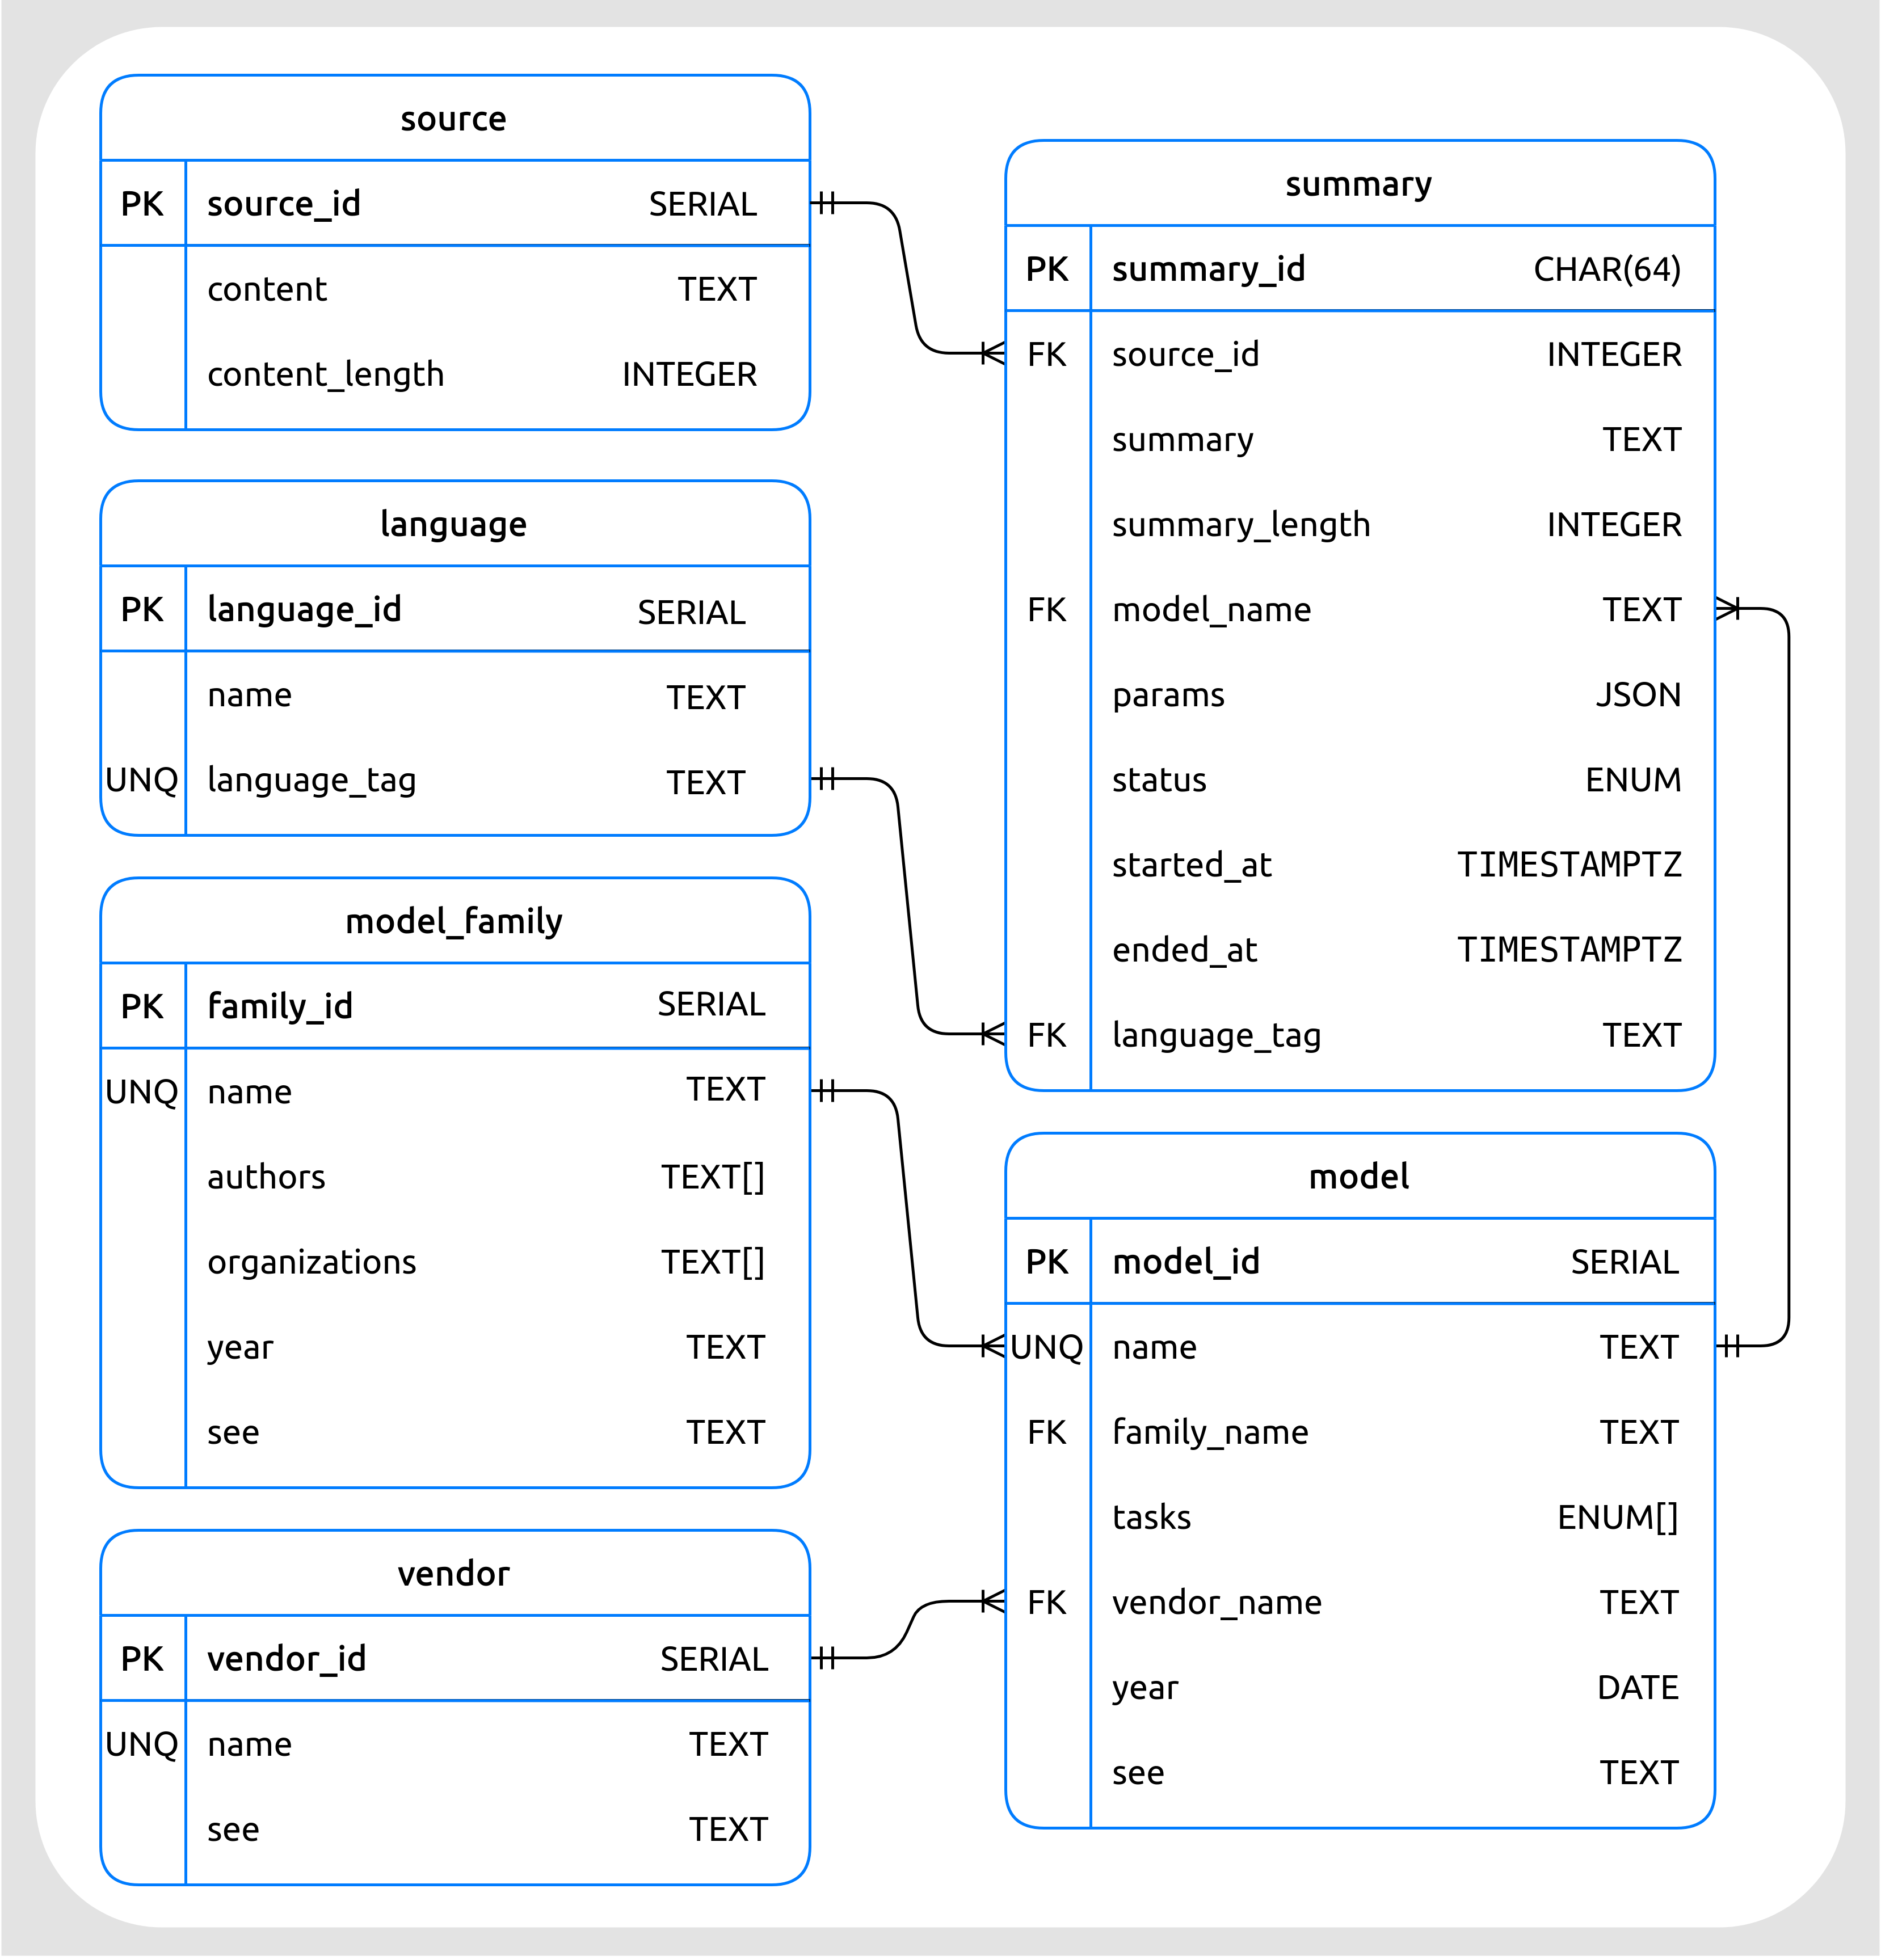 source
PK source_id SERIAL
content TEXT
content_length INTEGER
language
PK language_id SERIAL
name TEXT
UNQ language_tag TEXT
model_family
PK family_id SERIAL
UNQ name TEXT
authors TEXT[]
organizations TEXT[]
year TEXT
see TEXT
vendor
PK vendor_id SERIAL
UNQ name TEXT
see TEXT
summary
PK summary_id CHAR(64)
FK source_id INTEGER
summary TEXT
summary_length INTEGER
FK model_name TEXT
params JSON
status ENUM
started_at TIMESTAMPTZ
ended_at TIMESTAMPTZ
FK language_tag TEXT
model
PK model_id SERIAL
UNQ name TEXT
FK family_name TEXT
tasks ENUM[]
FK vendor_name TEXT
year DATE
see TEXT